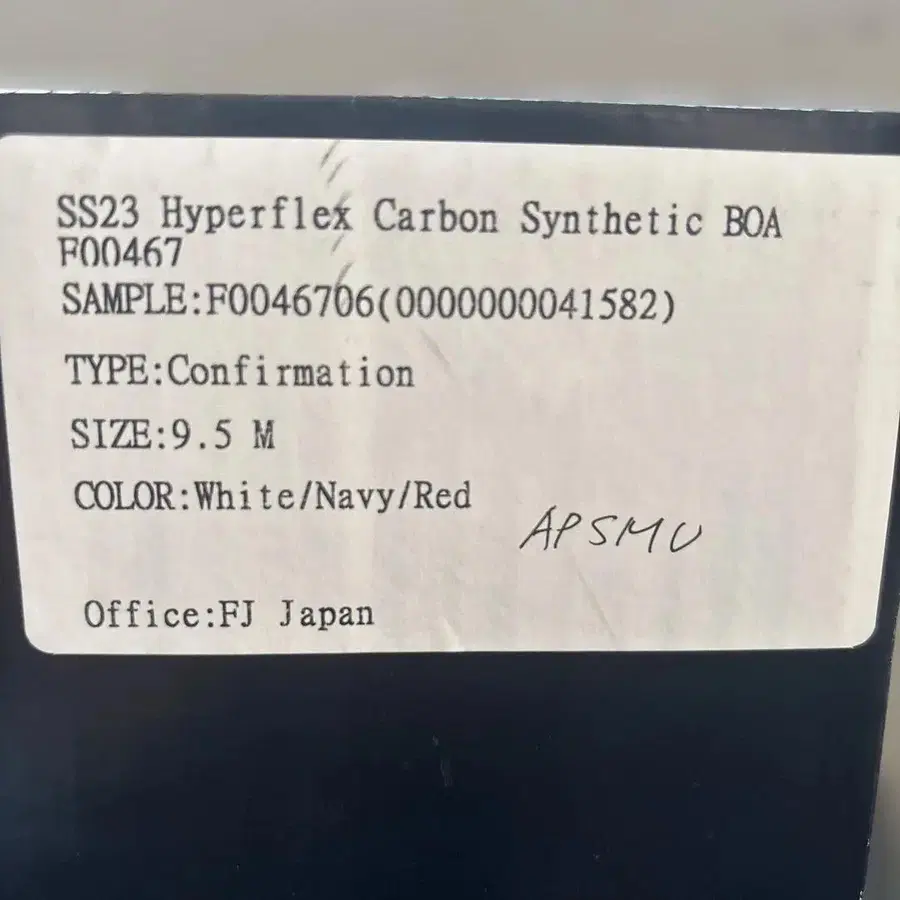 SS23 Hyperflex Carbon Synthetic BOA
F00467
SAMPLE:F0046706(0000000041582)
TYPE:Confirmation
SIZE:9.5 M
COLOR:White/Navy/Red
APSMU
Office:FJ Japan